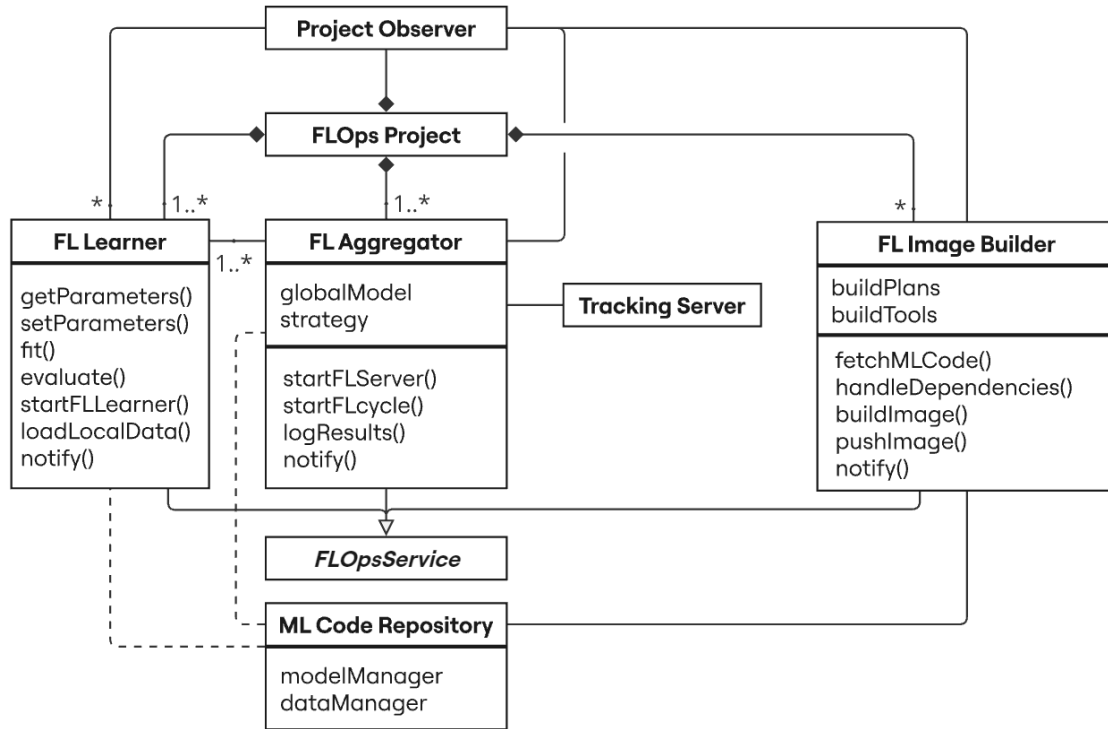 Project Observer
FLOps Project
*
1..*
1..*
*
FL Learner
getParameters()
setParameters()
fit()
evaluate()
startFLLearner()
loadLocalData()
notify()
1..*
FL Aggregator
globalModel
strategy
startFLServer()
startFLcycle()
logResults()
notify()
Tracking Server
FL Image Builder
buildPlans
buildTools
fetchMLCode()
handleDependencies()
buildImage()
pushImage()
notify()
FLOpsService
ML Code Repository
modelManager
dataManager